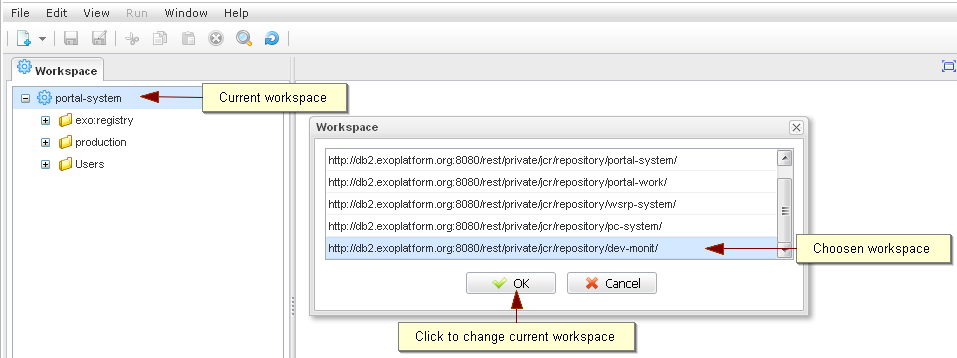 File Edit View Run Window Help
Workspace
portal-system
Current workspace
exo:registry
production
Users
Workspace
http://db2.exoplatform.org:8080/rest/private/jcr/repository/portal-system/
http://db2.exoplatform.org:8080/rest/private/jcr/repository/portal-work/
http://db2.exoplatform.org:8080/rest/private/jcr/repository/wsrp-system/
http://db2.exoplatform.org:8080/rest/private/jcr/repository/pc-system/
http://db2.exoplatform.org:8080/rest/private/jcr/repository/dev-monit/
Choosen workspace
OK Cancel
Click to change current workspace